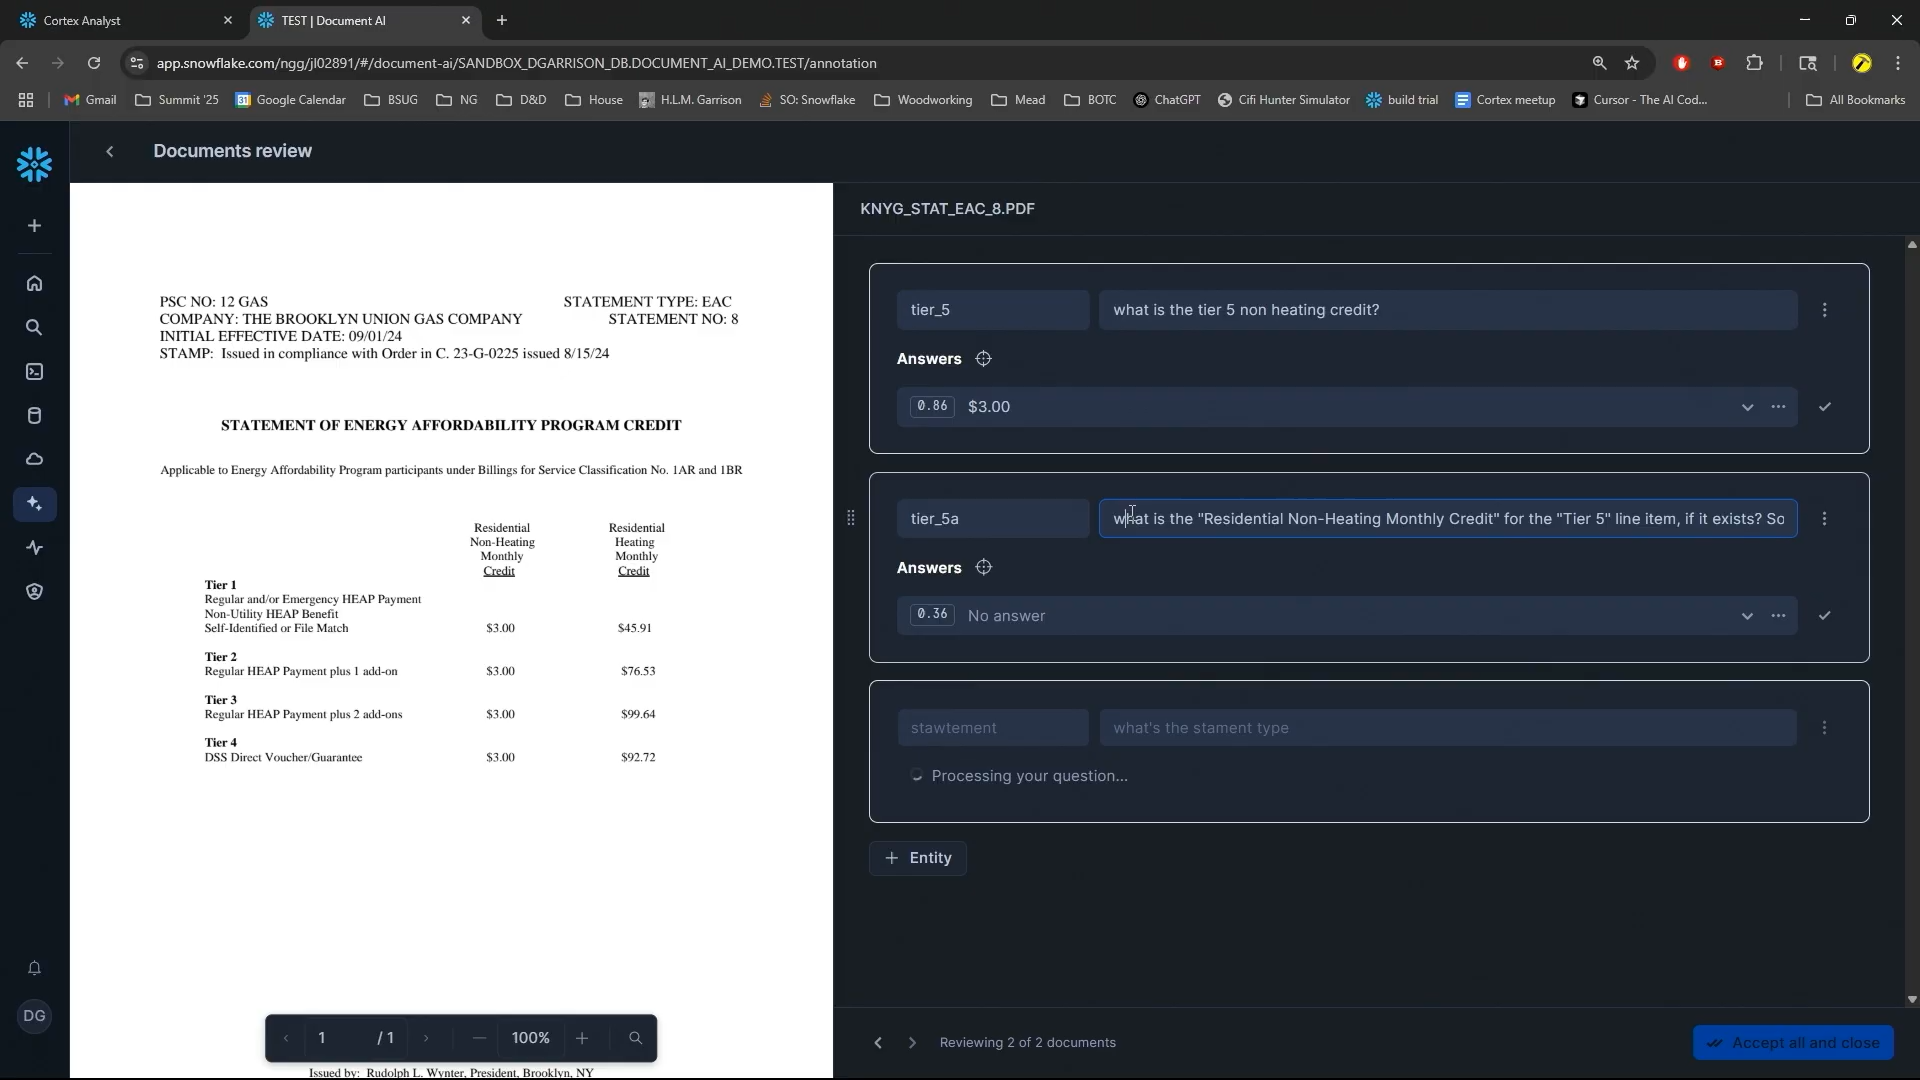 Cortex Analyst
TEST | Document AI
app.snowflake.com/ngg/jl02891/#/document-ai/SANDBOX_DGARRISON_DB.DOCUMENT_AI_DEMO.TEST/annotation
Gmail Summit '25 Google Calendar BSUG NG D&D House H.L.M. Garrison SO: Snowflake Woodworking Mead BOTC ChatGPT Cifi Hunter Simulator build trial Cortex meetup Cursor - The AI Cod... All Bookmarks
Documents review
PSC NO: 12 GAS STATEMENT TYPE: EAC
COMPANY: THE BROOKLYN UNION GAS COMPANY STATEMENT NO: 8
INITIAL EFFECTIVE DATE: 09/01/24
STAMP: Issued in compliance with Order in C. 23-G-0225 issued 8/15/24
STATEMENT OF ENERGY AFFORDABILITY PROGRAM CREDIT
Applicable to Energy Affordability Program participants under Billings for Service Classification No. 1AR and 1BR
Residential Residential
Non-Heating Heating
Monthly Monthly
Credit Credit
Tier 1
Regular and/or Emergency HEAP Payment
Non-Utility HEAP Benefit
Self-Identified or File Match $3.00 $45.91
Tier 2
Regular HEAP Payment plus 1 add-on $3.00 $76.53
Tier 3
Regular HEAP Payment plus 2 add-ons $3.00 $99.64
Tier 4
DSS Direct Voucher/Guarantee $3.00 $92.72
1 / 1 100%
Issued by: Rudolph L. Wynter, President, Brooklyn, NY
DG
KNYG_STAT_EAC_8.PDF
tier_5 what is the tier 5 non heating credit?
Answers
0.86 $3.00
tier_5a what is the "Residential Non-Heating Monthly Credit" for the "Tier 5" line item, if it exists? So
Answers
0.36 No answer
stawtement what's the stament type
Processing your question...
+ Entity
Reviewing 2 of 2 documents
Accept all and close